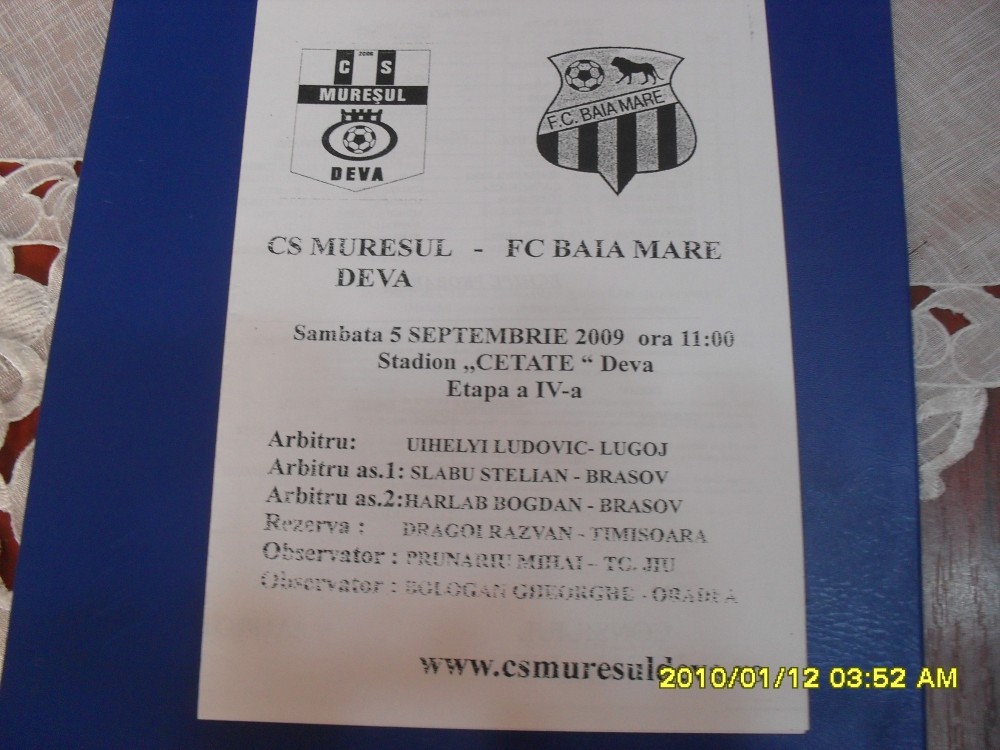 2006
C S
MUREŞUL
DEVA
F.C. BAIA MARE
CS MURESUL - FC BAIA MARE
DEVA
Sambata 5 SEPTEMBRIE 2009 ora 11:00
Stadion „CETATE “ Deva
Etapa a IV-a
Arbitru: UIHELYI LUDOVIC- LUGOJ
Arbitru as.1: SLABU STELIAN - BRASOV
Arbitru as.2:HARLAB BOGDAN - BRASOV
Rezerva : DRAGOI RAZVAN - TIMISOARA
Observator : PRUNARIU MIHAI – TG. JIU
Observator : BOLOGAN GHEORGHE - ORADEA
2010/01/12 03:52 AM